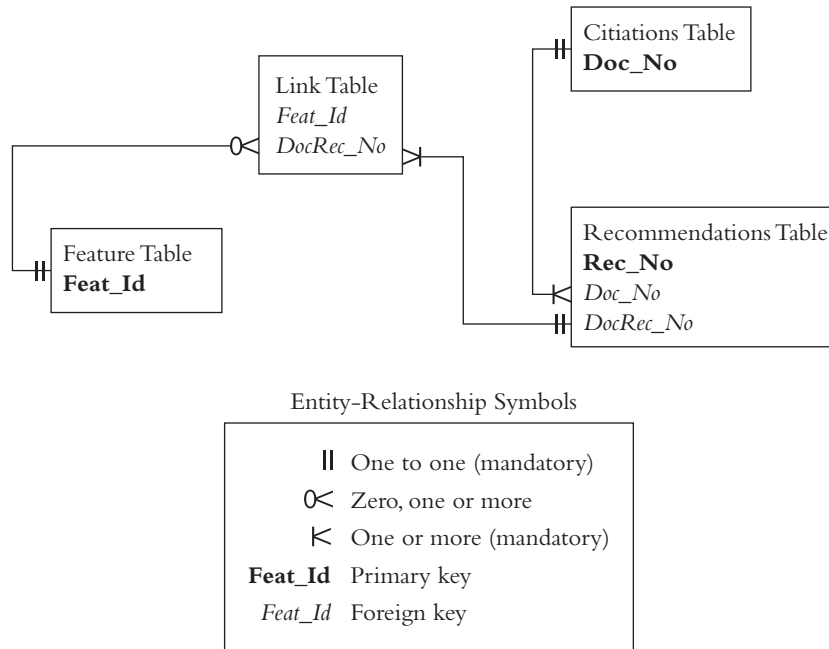 Citiations Table
Doc_No
Link Table
Feat_Id
DocRec_No
Feature Table
Feat_Id
Recommendations Table
Rec_No
Doc_No
DocRec_No
Entity-Relationship Symbols
One to one (mandatory)
Zero, one or more
One or more (mandatory)
Feat_Id Primary key
Feat_Id Foreign key